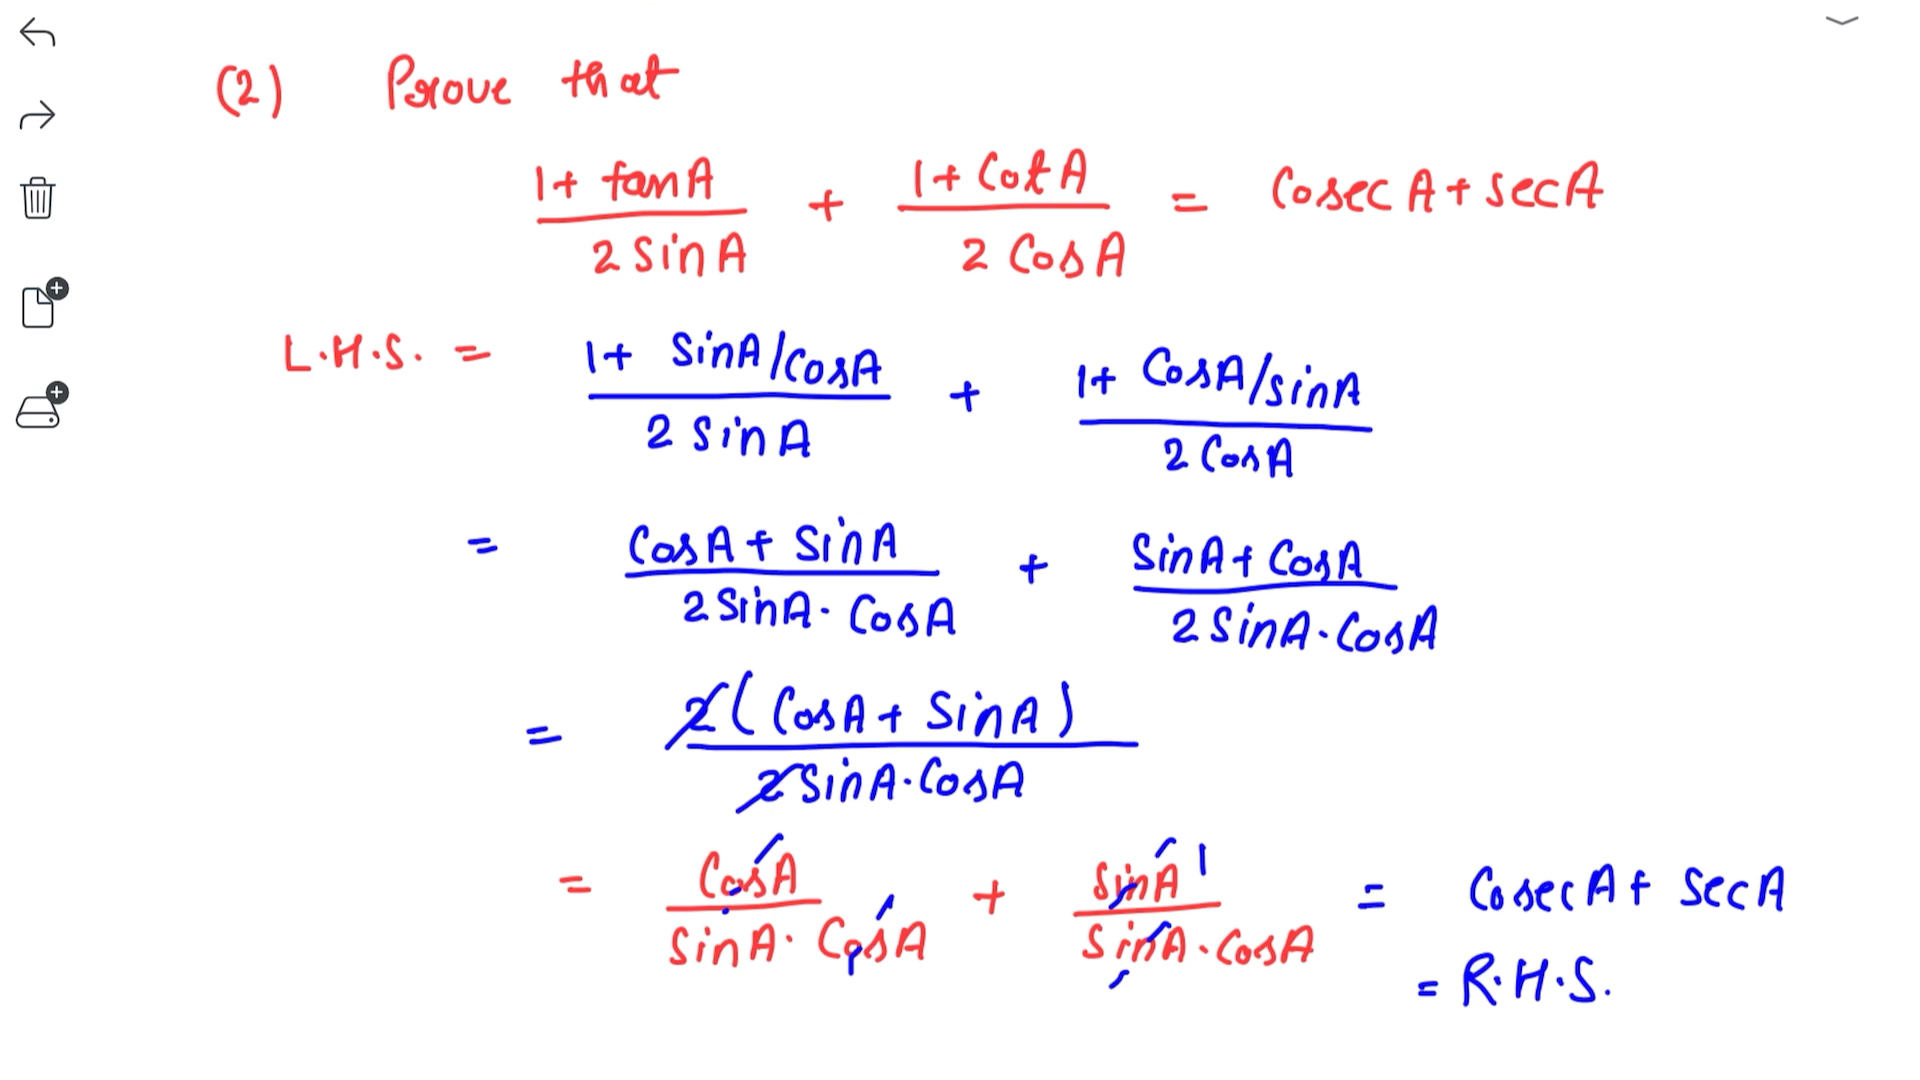 (2) Prove that
1+ tanA / 2 SinA + 1+ CotA / 2 CosA = CosecA + secA
L.H.S. = 1+ SinA/CosA / 2 SinA + 1+ CosA/sinA / 2 CosA
= CosA + SinA / 2 SinA · CosA + SinA + CosA / 2 SinA · CosA
= 2 ( CosA + SinA ) / 2 SinA · CosA
= CosA / SinA · CosA + SinA 1 / SinA · CosA = CosecA + SecA
= R.H.S.